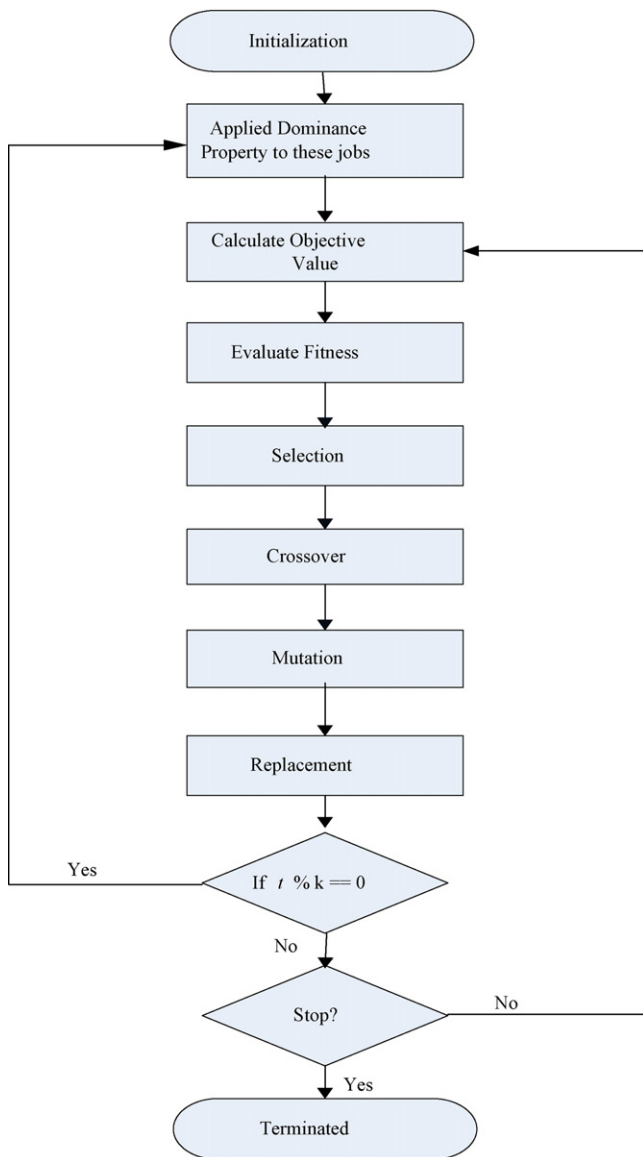 Initialization
Applied Dominance
Property to these jobs
Calculate Objective
Value
Evaluate Fitness
Selection
Crossover
Mutation
Replacement
Yes
If t % k == 0
No
Stop?
No
Yes
Terminated